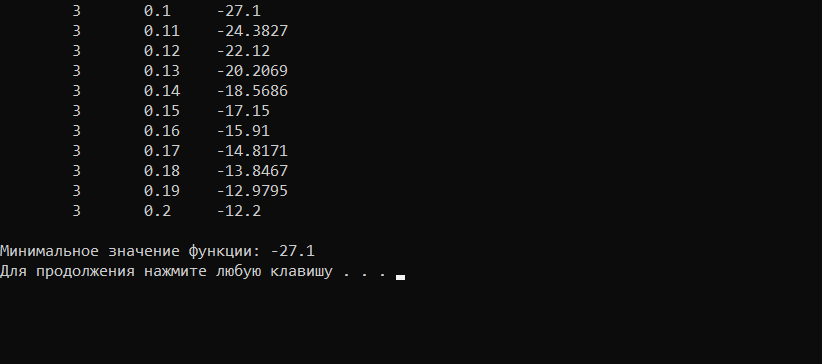 3 0.1 -27.1
3 0.11 -24.3827
3 0.12 -22.12
3 0.13 -20.2069
3 0.14 -18.5686
3 0.15 -17.15
3 0.16 -15.91
3 0.17 -14.8171
3 0.18 -13.8467
3 0.19 -12.9795
3 0.2 -12.2
Минимальное значение функции: -27.1
Для продолжения нажмите любую клавишу . . .